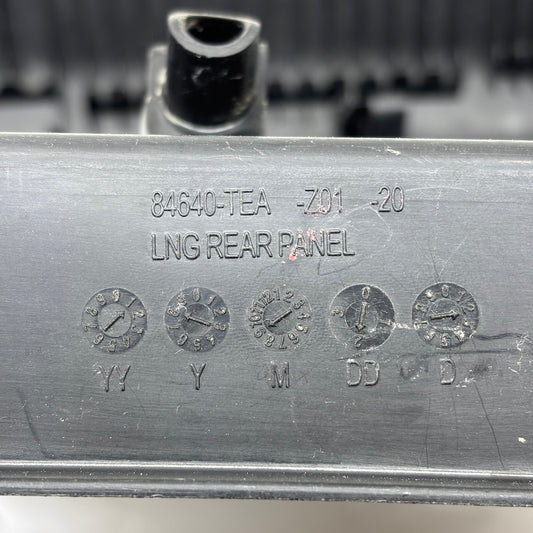 84640-TEA -Z01 -20
LNG REAR PANEL
YY Y M DD D